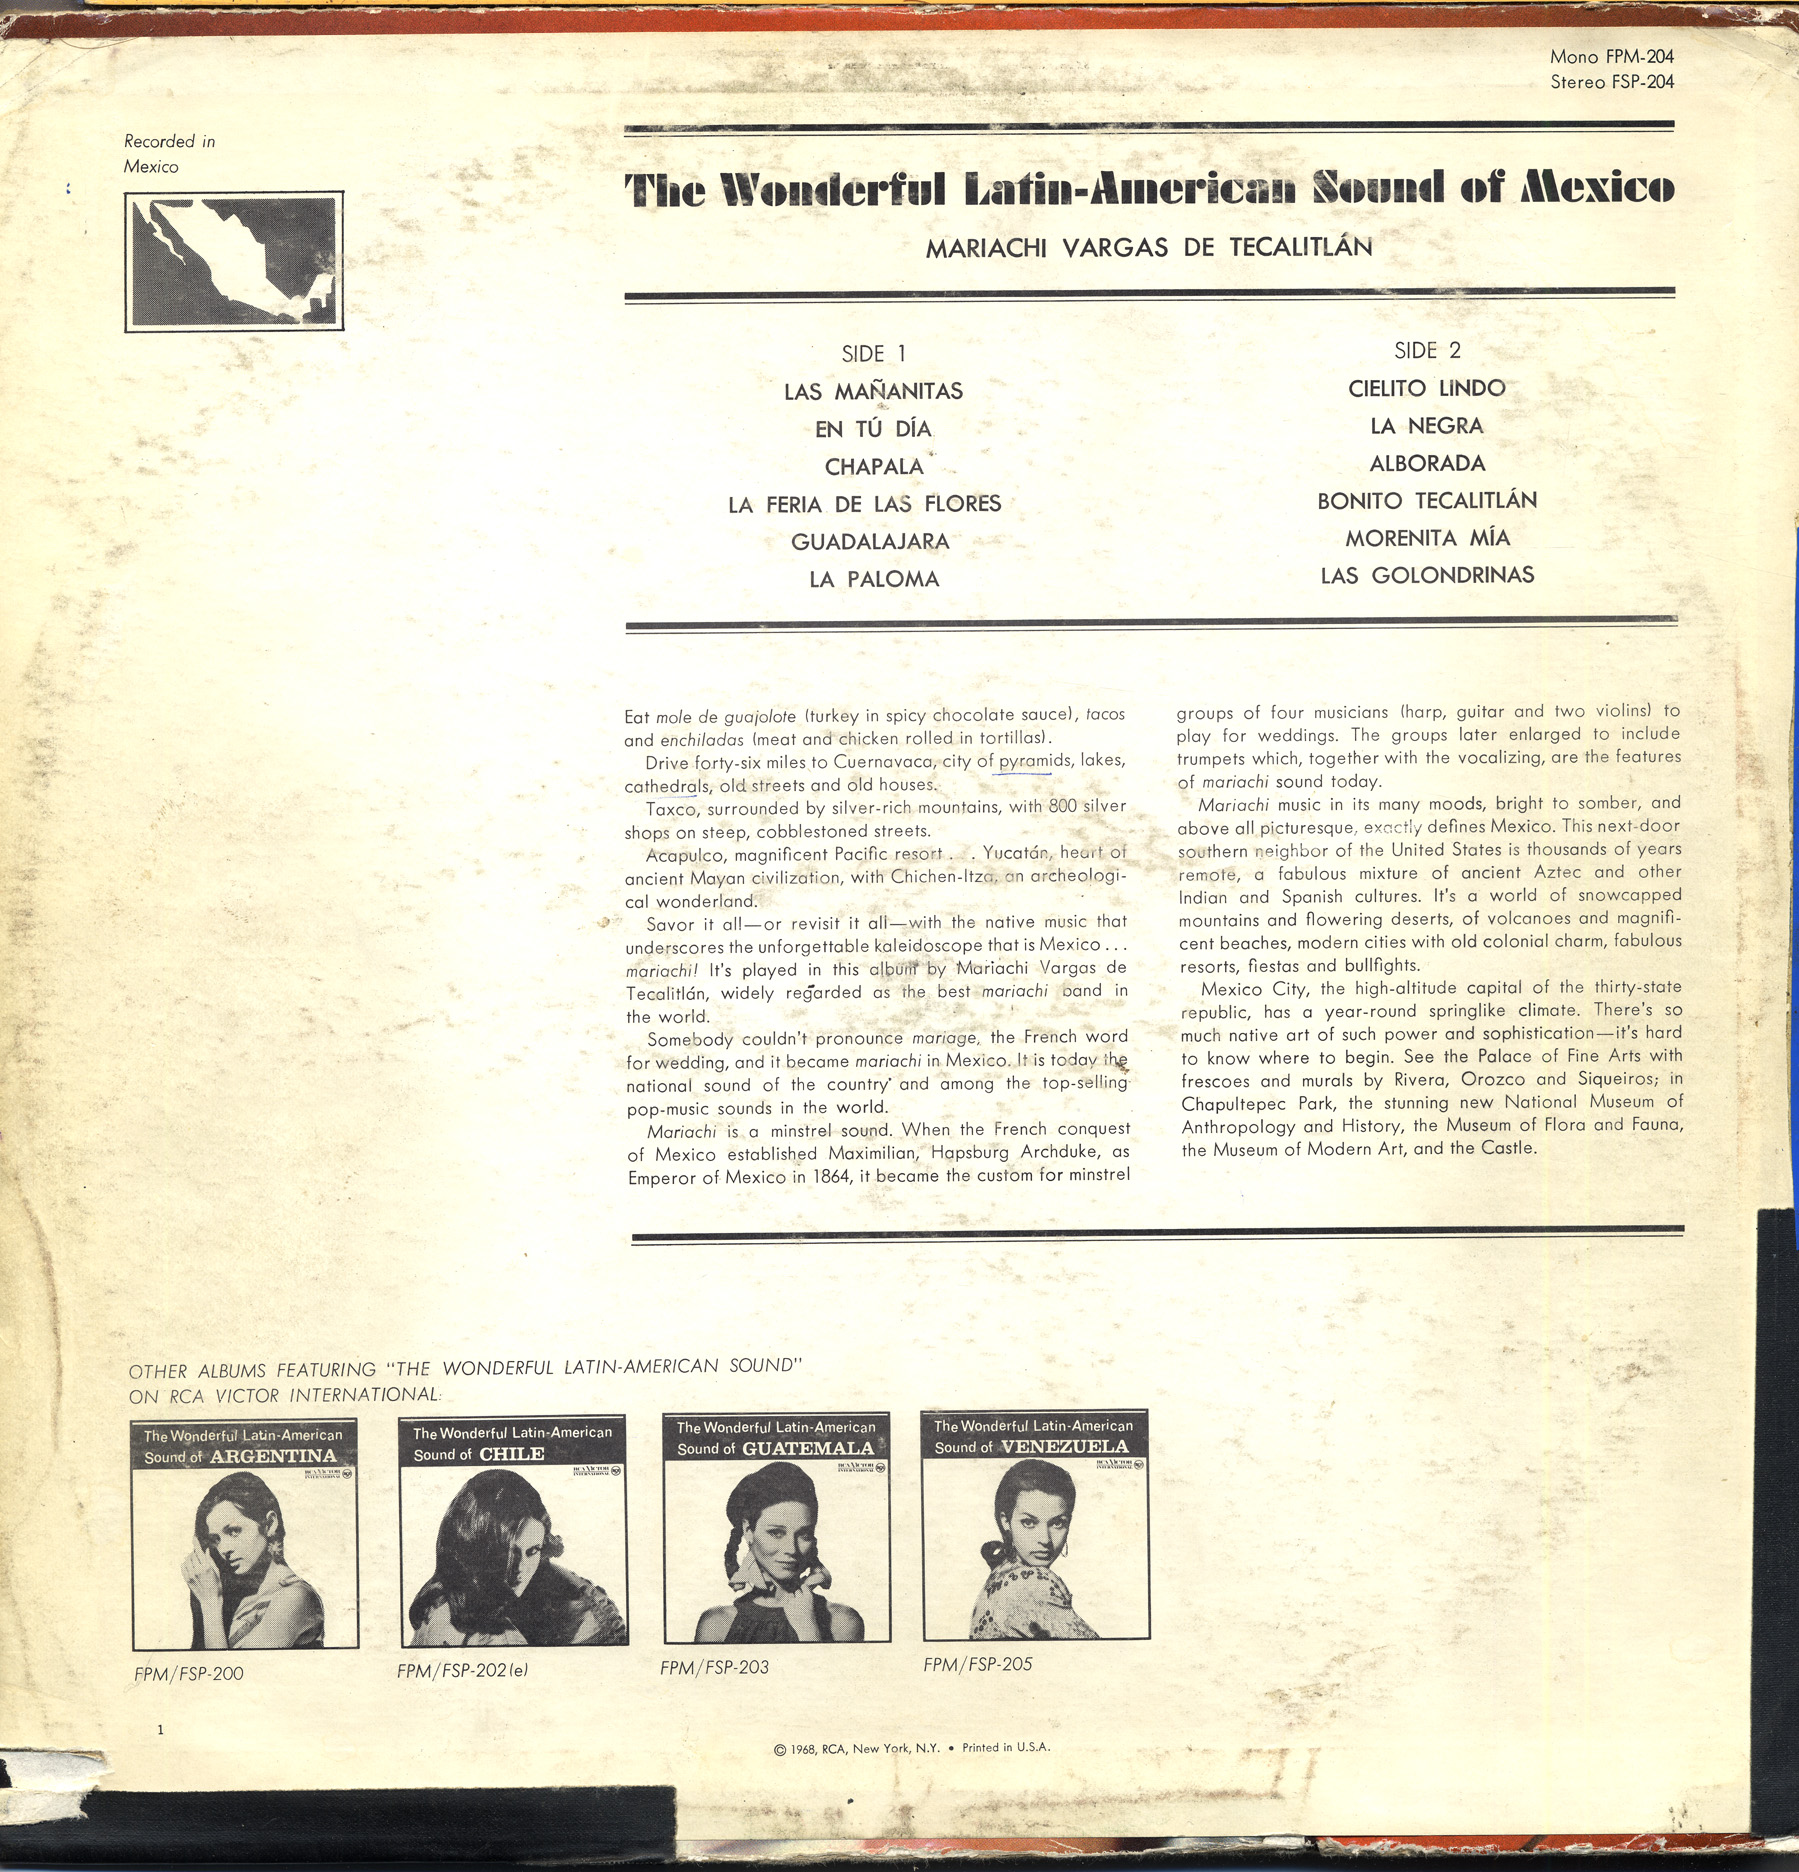 Mono FPM-204
Stereo FSP-204
Recorded in
Mexico
The Wonderful Latin-American Sound of Mexico
MARIACHI VARGAS DE TECALITLÁN
SIDE 1
LAS MAÑANITAS
EN TÚ DÍA
CHAPALA
LA FERIA DE LAS FLORES
GUADALAJARA
LA PALOMA
SIDE 2
CIELITO LINDO
LA NEGRA
ALBORADA
BONITO TECALITLÁN
MORENITA MÍA
LAS GOLONDRINAS
Eat mole de guajolote (turkey in spicy chocolate sauce), tacos
and enchiladas (meat and chicken rolled in tortillas).
Drive forty-six miles to Cuernavaca, city of pyramids, lakes,
cathedrals, old streets and old houses.
Taxco, surrounded by silver-rich mountains, with 800 silver
shops on steep, cobblestoned streets.
Acapulco, magnificent Pacific resort . . . Yucatán, heart of
ancient Mayan civilization, with Chichen-Itza, an archeologi-
cal wonderland.
Savor it all—or revisit it all—with the native music that
underscores the unforgettable kaleidoscope that is Mexico . . .
mariachi! It's played in this album by Mariachi Vargas de
Tecalitlán, widely regarded as the best mariachi band in
the world.
Somebody couldn't pronounce mariage, the French word
for wedding, and it became mariachi in Mexico. It is today the
national sound of the country and among the top-selling
pop-music sounds in the world.
Mariachi is a minstrel sound. When the French conquest
of Mexico established Maximilian, Hapsburg Archduke, as
Emperor of Mexico in 1864, it became the custom for minstrel
groups of four musicians (harp, guitar and two violins) to
play for weddings. The groups later enlarged to include
trumpets which, together with the vocalizing, are the features
of mariachi sound today.
Mariachi music in its many moods, bright to somber, and
above all picturesque, exactly defines Mexico. This next-door
southern neighbor of the United States is thousands of years
remote, a fabulous mixture of ancient Aztec and other
Indian and Spanish cultures. It's a world of snowcapped
mountains and flowering deserts, of volcanoes and magnifi-
cent beaches, modern cities with old colonial charm, fabulous
resorts, fiestas and bullfights.
Mexico City, the high-altitude capital of the thirty-state
republic, has a year-round springlike climate. There's so
much native art of such power and sophistication—it's hard
to know where to begin. See the Palace of Fine Arts with
frescoes and murals by Rivera, Orozco and Siqueiros; in
Chapultepec Park, the stunning new National Museum of
Anthropology and History, the Museum of Flora and Fauna,
the Museum of Modern Art, and the Castle.
OTHER ALBUMS FEATURING "THE WONDERFUL LATIN-AMERICAN SOUND"
ON RCA VICTOR INTERNATIONAL:
The Wonderful Latin-American
Sound of ARGENTINA
RCA VICTOR
INTERNATIONAL
FPM/FSP-200
The Wonderful Latin-American
Sound of CHILE
RCA VICTOR
INTERNATIONAL
FPM/FSP-202(e)
The Wonderful Latin-American
Sound of GUATEMALA
RCA VICTOR
INTERNATIONAL
FPM/FSP-203
The Wonderful Latin-American
Sound of VENEZUELA
RCA VICTOR
INTERNATIONAL
FPM/FSP-205
1
© 1968, RCA, New York, N.Y. • Printed in U.S.A.